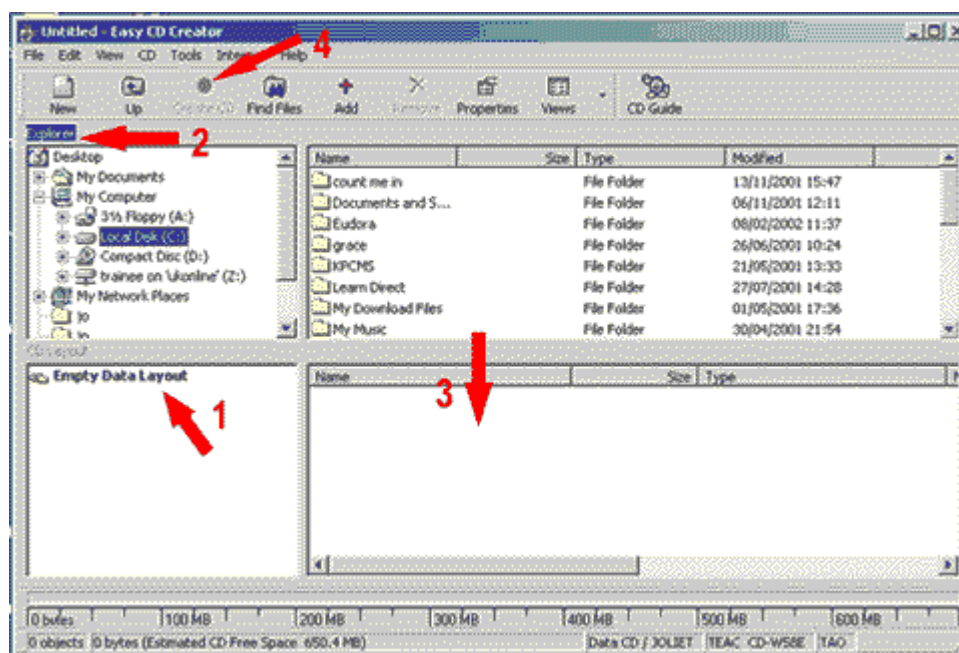 Untitled - Easy CD Creator
File Edit View CD Tools Help
4
New Up Create CD Find Files Add Remove Properties Views CD Guide
Explorer
2
Desktop
My Documents
My Computer
3½ Floppy (A:)
Local Disk (C:)
Compact Disc (D:)
trainee on 'ukonline' (Z:)
My Network Places
jo
jo
Name Size Type Modified
count me in File Folder 13/11/2001 15:47
Documents and S... File Folder 06/11/2001 12:11
Eudora File Folder 08/02/2002 11:37
grace File Folder 26/06/2001 10:24
KPCMS File Folder 21/05/2001 13:33
Learn Direct File Folder 27/07/2001 14:28
My Download Files File Folder 01/05/2001 17:36
My Music File Folder 30/04/2001 21:54
CD Layout
Empty Data Layout
1
Name Size Type
3
0 bytes 100 MB 200 MB 300 MB 400 MB 500 MB 600 MB
0 objects 0 bytes (Estimated CD Free Space 650.4 MB) Data CD / JOLIET TEAC CD-W58E TAO